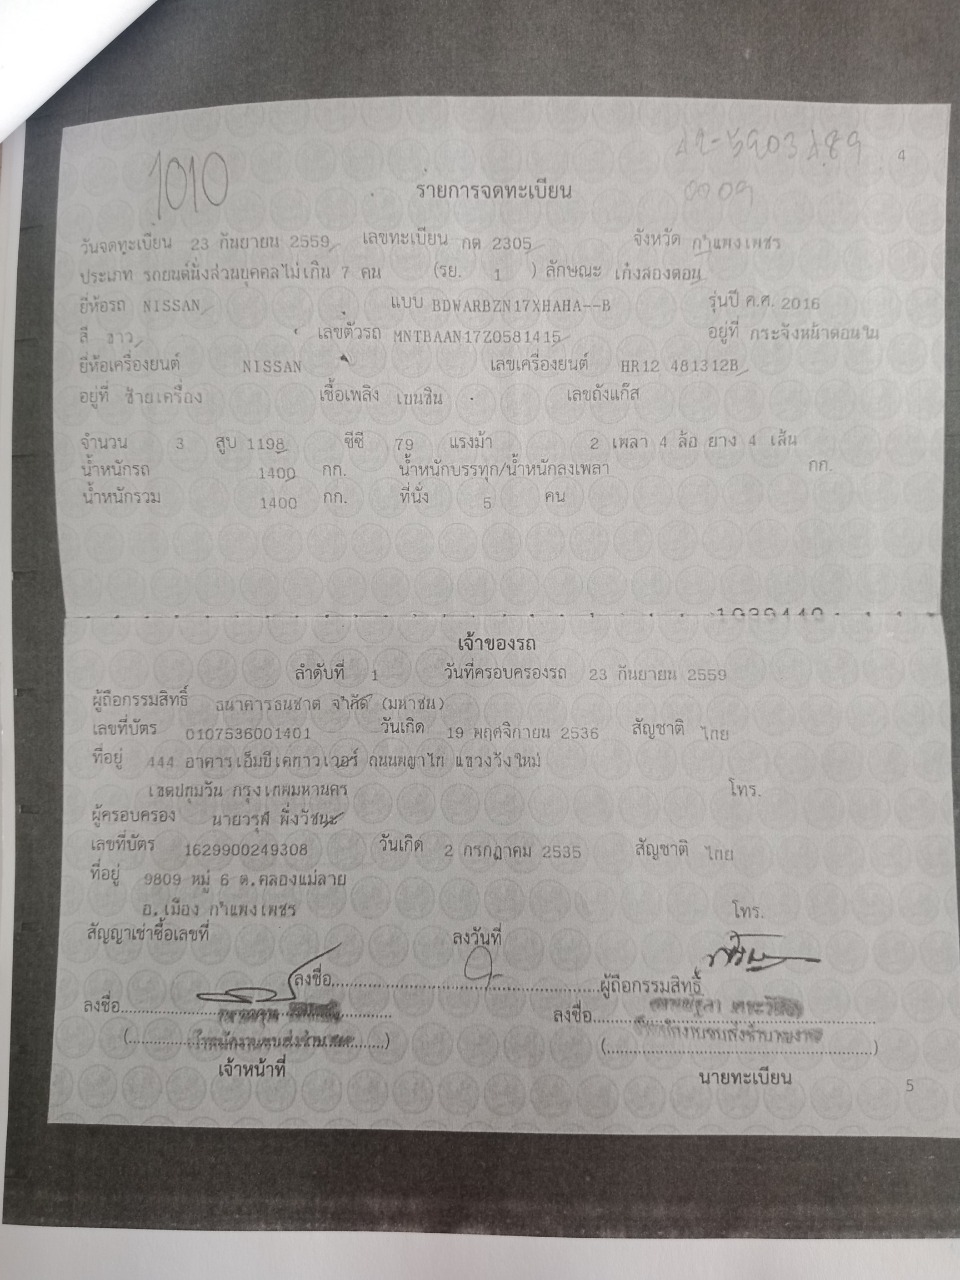 1010
4
รายการจดทะเบียน
วันจดทะเบียน 23 กันยายน 2559 เลขทะเบียน กต 2305 จังหวัด กำแพงเพชร
ประเภท รถยนต์นั่งส่วนบุคคลไม่เกิน 7 คน (รย. 1 ) ลักษณะ เก๋งสองตอน
ยี่ห้อรถ NISSAN แบบ BDWARBZN17XHAHA--B รุ่นปี ค.ศ. 2016
สี ขาว เลขตัวรถ MNTBAAN17Z0581415 อยู่ที่ กระจังหน้าตอนใน
ยี่ห้อเครื่องยนต์ NISSAN เลขเครื่องยนต์ HR12 481312B
อยู่ที่ ซ้ายเครื่อง เชื้อเพลิง เบนซิน เลขถังแก๊ส
จำนวน 3 สูบ 1198 ซีซี 79 แรงม้า 2 เพลา 4 ล้อ ยาง 4 เส้น
น้ำหนักรถ 1400 กก. น้ำหนักบรรทุก/น้ำหนักลงเพลา กก.
น้ำหนักรวม 1400 กก. ที่นั่ง 5 คน
เจ้าของรถ
ลำดับที่ 1 วันที่ครอบครองรถ 23 กันยายน 2559
ผู้ถือกรรมสิทธิ์ ธนาคารธนชาต จำกัด (มหาชน)
เลขที่บัตร 0107536001401 วันเกิด 19 พฤศจิกายน 2536 สัญชาติ ไทย
ที่อยู่ 444 อาคารเอ็มบีเคทาวเวอร์ ถนนพญาไท แขวงวังใหม่
เขตปทุมวัน กรุงเทพมหานคร โทร.
ผู้ครอบครอง นายวรุฬ พึ่งวัชนะ
เลขที่บัตร 1629900249308 วันเกิด 2 กรกฎาคม 2535 สัญชาติ ไทย
ที่อยู่ 9809 หมู่ 6 ต.คลองแม่ลาย
อ.เมือง กำแพงเพชร โทร.
สัญญาเช่าซื้อเลขที่ ลงวันที่
ลงชื่อ ผู้ถือกรรมสิทธิ์
ลงชื่อ ลงชื่อ
เจ้าหน้าที่ นายทะเบียน
5